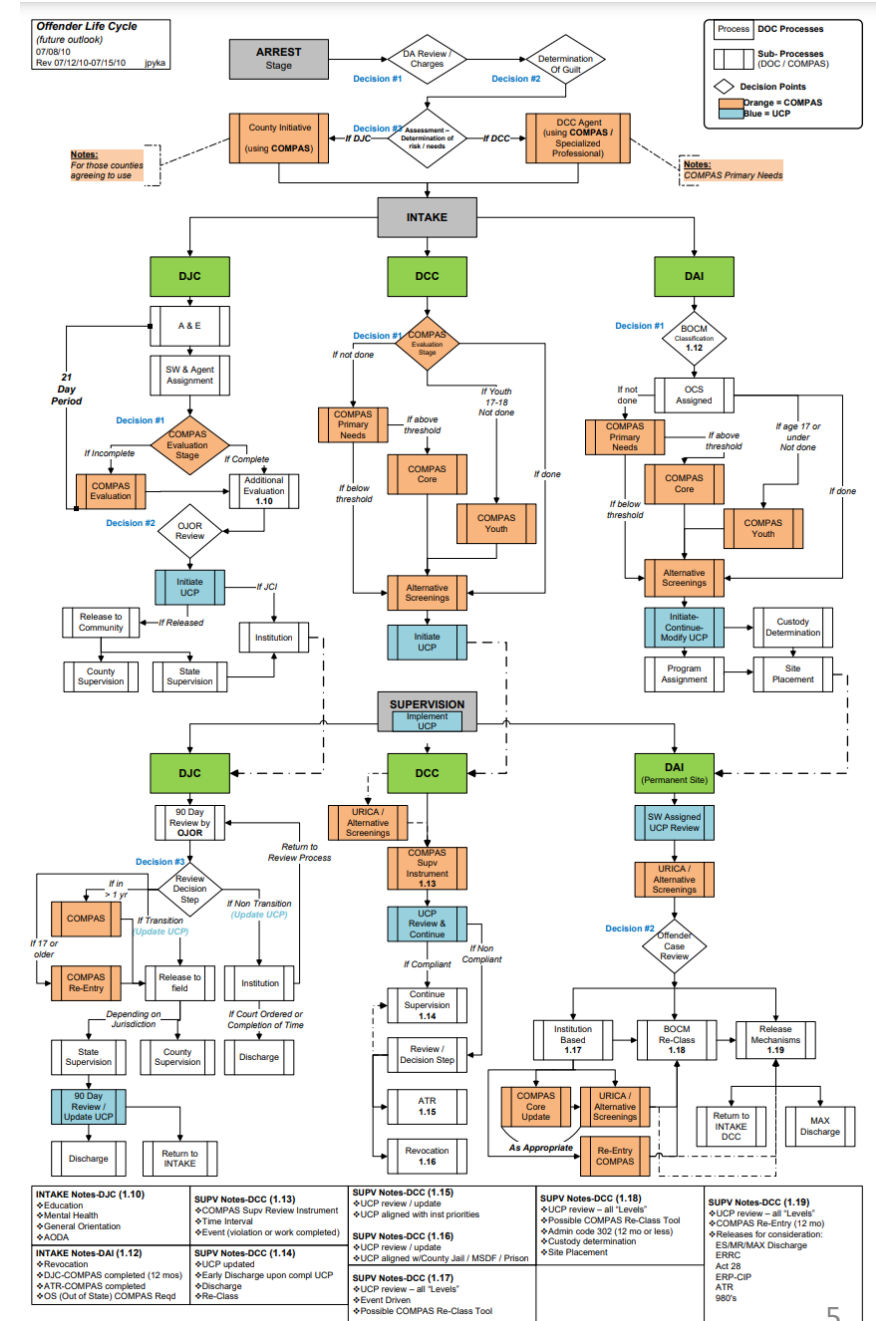 Offender Life Cycle
(future outlook)
07/08/10
Rev 07/12/10-07/15/10 jpyka
ARREST
Stage
DA Review /
Charges
Decision #1
Determination
Of Guilt
Decision #2
Process
DOC Processes
Sub- Processes
(DOC / COMPAS)
Decision Points
Orange = COMPAS
Blue = UCP
County Initiative
(using COMPAS)
If DJC
Decision #3
Assessment –
Determination of
risk / needs
If DCC
DCC Agent
(using COMPAS /
Specialized
Professional)
Notes:
For those counties
agreeing to use
Notes:
COMPAS Primary Needs
INTAKE
DJC
DCC
DAI
A & E
SW & Agent
Assignment
21
Day
Period
Decision #1
COMPAS
Evaluation
Stage
If Incomplete
If Complete
COMPAS
Evaluation
Additional
Evaluation
1.10
Decision #2
OJOR
Review
Initiate
UCP
If JCI
If Released
Release to
Community
Institution
County
Supervision
State
Supervision
Decision #1
COMPAS
Evaluation
Stage
If not done
If Youth
17-18
Not done
COMPAS
Primary
Needs
If above
threshold
COMPAS
Core
If below
threshold
If done
COMPAS
Youth
Alternative
Screenings
Initiate
UCP
Decision #1
BOCM
Classification
1.12
OCS
Assigned
If not
done
COMPAS
Primary
Needs
If above
threshold
If age 17 or
under
Not done
COMPAS
Core
If done
If below
threshold
COMPAS
Youth
Alternative
Screenings
Initiate-
Continue-
Modify UCP
Custody
Determination
Program
Assignment
Site
Placement
SUPERVISION
Implement
UCP
DJC
DCC
DAI
(Permanent Site)
90 Day
Review by
OJOR
Return to
Review Process
Decision #3
Review
Decision
Step
If in
> 1 yr
COMPAS
If Transition
(Update UCP)
If Non Transition
(Update UCP)
If 17 or
older
COMPAS
Re-Entry
Release to
field
Institution
Depending on
Jurisdiction
If Court Ordered or
Completion of Time
State
Supervision
County
Supervision
Discharge
90 Day
Review /
Update UCP
Discharge
Return to
INTAKE
URICA /
Alternative
Screenings
COMPAS
Supv
Instrument
1.13
UCP
Review &
Continue
If Compliant
If Non
Compliant
Continue
Supervision
1.14
Review /
Decision Step
ATR
1.15
Revocation
1.16
SW Assigned
UCP Review
URICA /
Alternative
Screenings
Decision #2
Offender
Case
Review
Institution
Based
1.17
BOCM
Re-Class
1.18
Release
Mechanisms
1.19
COMPAS
Core
Update
URICA /
Alternative
Screenings
As Appropriate
Re-Entry
COMPAS
Return to
INTAKE
DCC
MAX
Discharge
INTAKE Notes-DJC (1.10)
❖Education
❖Mental Health
❖General Orientation
❖AODA
INTAKE Notes-DAI (1.12)
❖Revocation
❖DJC-COMPAS completed (12 mos)
❖ATR-COMPAS completed
❖OS (Out of State) COMPAS Reqd
SUPV Notes-DCC (1.13)
❖COMPAS Supv Review Instrument
❖Time Interval
❖Event (violation or work completed)
SUPV Notes-DCC (1.14)
❖UCP updated
❖Early Discharge upon compl UCP
❖Discharge
❖Re-Class
SUPV Notes-DCC (1.15)
❖UCP review / update
❖UCP aligned with inst priorities
SUPV Notes-DCC (1.16)
❖UCP review / update
❖UCP aligned w/County Jail / MSDF / Prison
SUPV Notes-DCC (1.17)
❖UCP review – all "Levels"
❖Event Driven
❖Possible COMPAS Re-Class Tool
SUPV Notes-DCC (1.18)
❖UCP review – all "Levels"
❖Possible COMPAS Re-Class Tool
❖Admin code 302 (12 mo or less)
❖Custody determination
❖Site Placement
SUPV Notes-DCC (1.19)
❖UCP review – all "Levels"
❖COMPAS Re-Entry (12 mo)
❖Releases for consideration:
ES/MR/MAX Discharge
ERRC
Act 28
ERP-CIP
ATR
980's
5